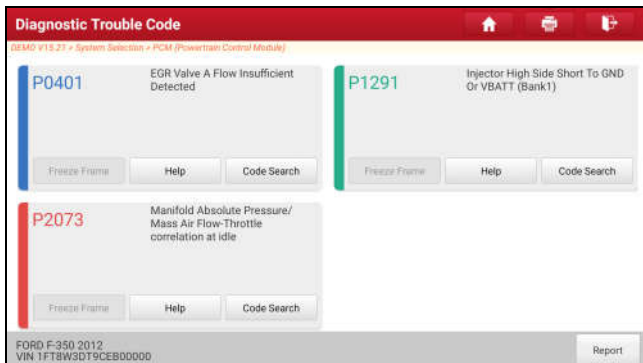 Diagnostic Trouble Code
DEMO V15.21 > System Selection > PCM (Powertrain Control Module)
P0401
EGR Valve A Flow Insufficient
Detected
Freeze Frame
Help
Code Search
P1291
Injector High Side Short To GND
Or VBATT (Bank1)
Freeze Frame
Help
Code Search
P2073
Manifold Absolute Pressure/
Mass Air Flow-Throttle
correlation at idle
Freeze Frame
Help
Code Search
FORD F-350 2012
VIN 1FT8W3DT9CEB00000
Report